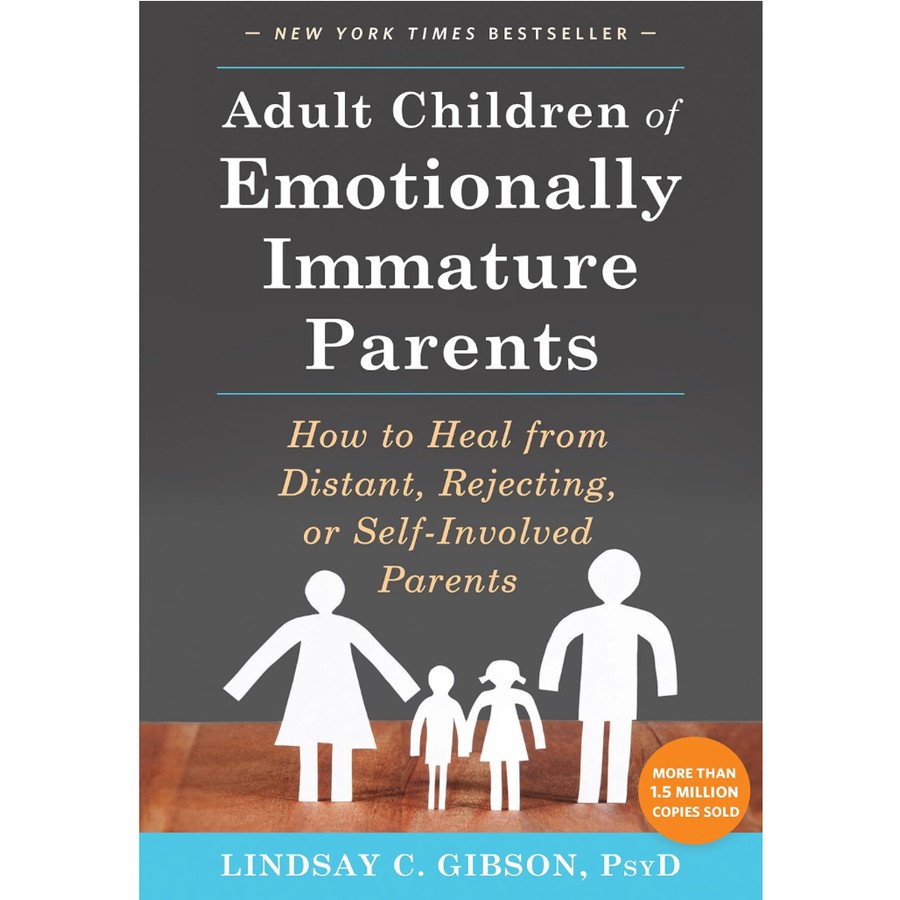 — NEW YORK TIMES BESTSELLER —
Adult Children of
Emotionally
Immature
Parents
How to Heal from
Distant, Rejecting,
or Self-Involved
Parents
MORE THAN
1.5 MILLION
COPIES SOLD
LINDSAY C. GIBSON, PSYD